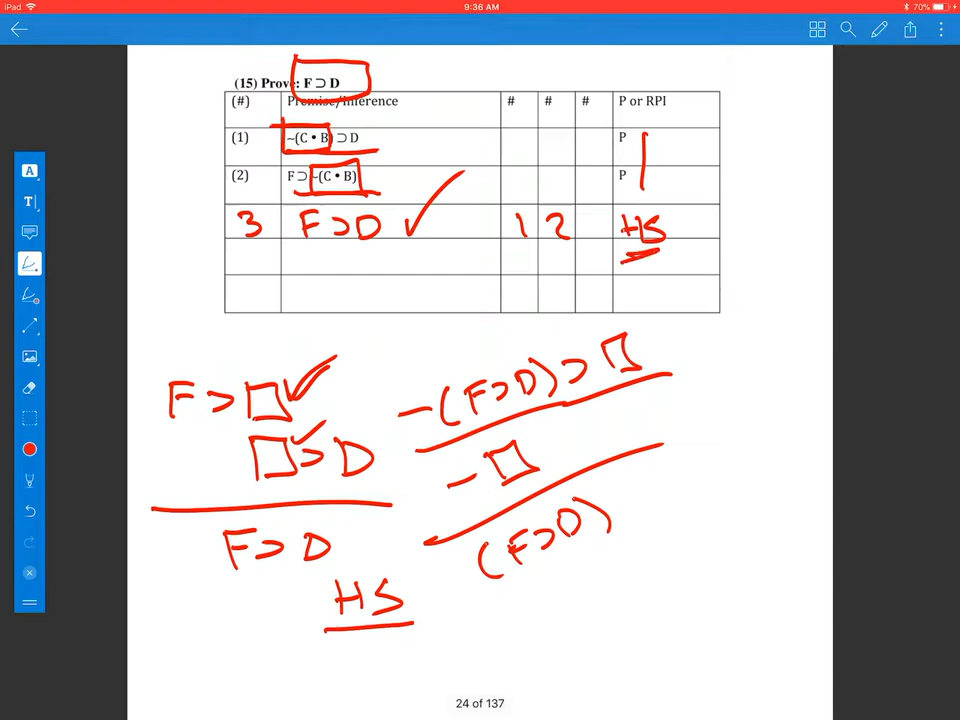 iPad 9:36 AM 70%
(15) Prove: F ⊃ D
(#) Premise/Inference # # # P or RPI
(1) ~(C • B) ⊃ D P
(2) F ⊃ ~(C • B) P
3 F ⊃ D ✓ 1 2 HS
F ⊃ □ ✓
□ ✓ ⊃ D
F ⊃ D
HS
~(F ⊃ D) ⊃ □
~□
(F ⊃ D)
24 of 137